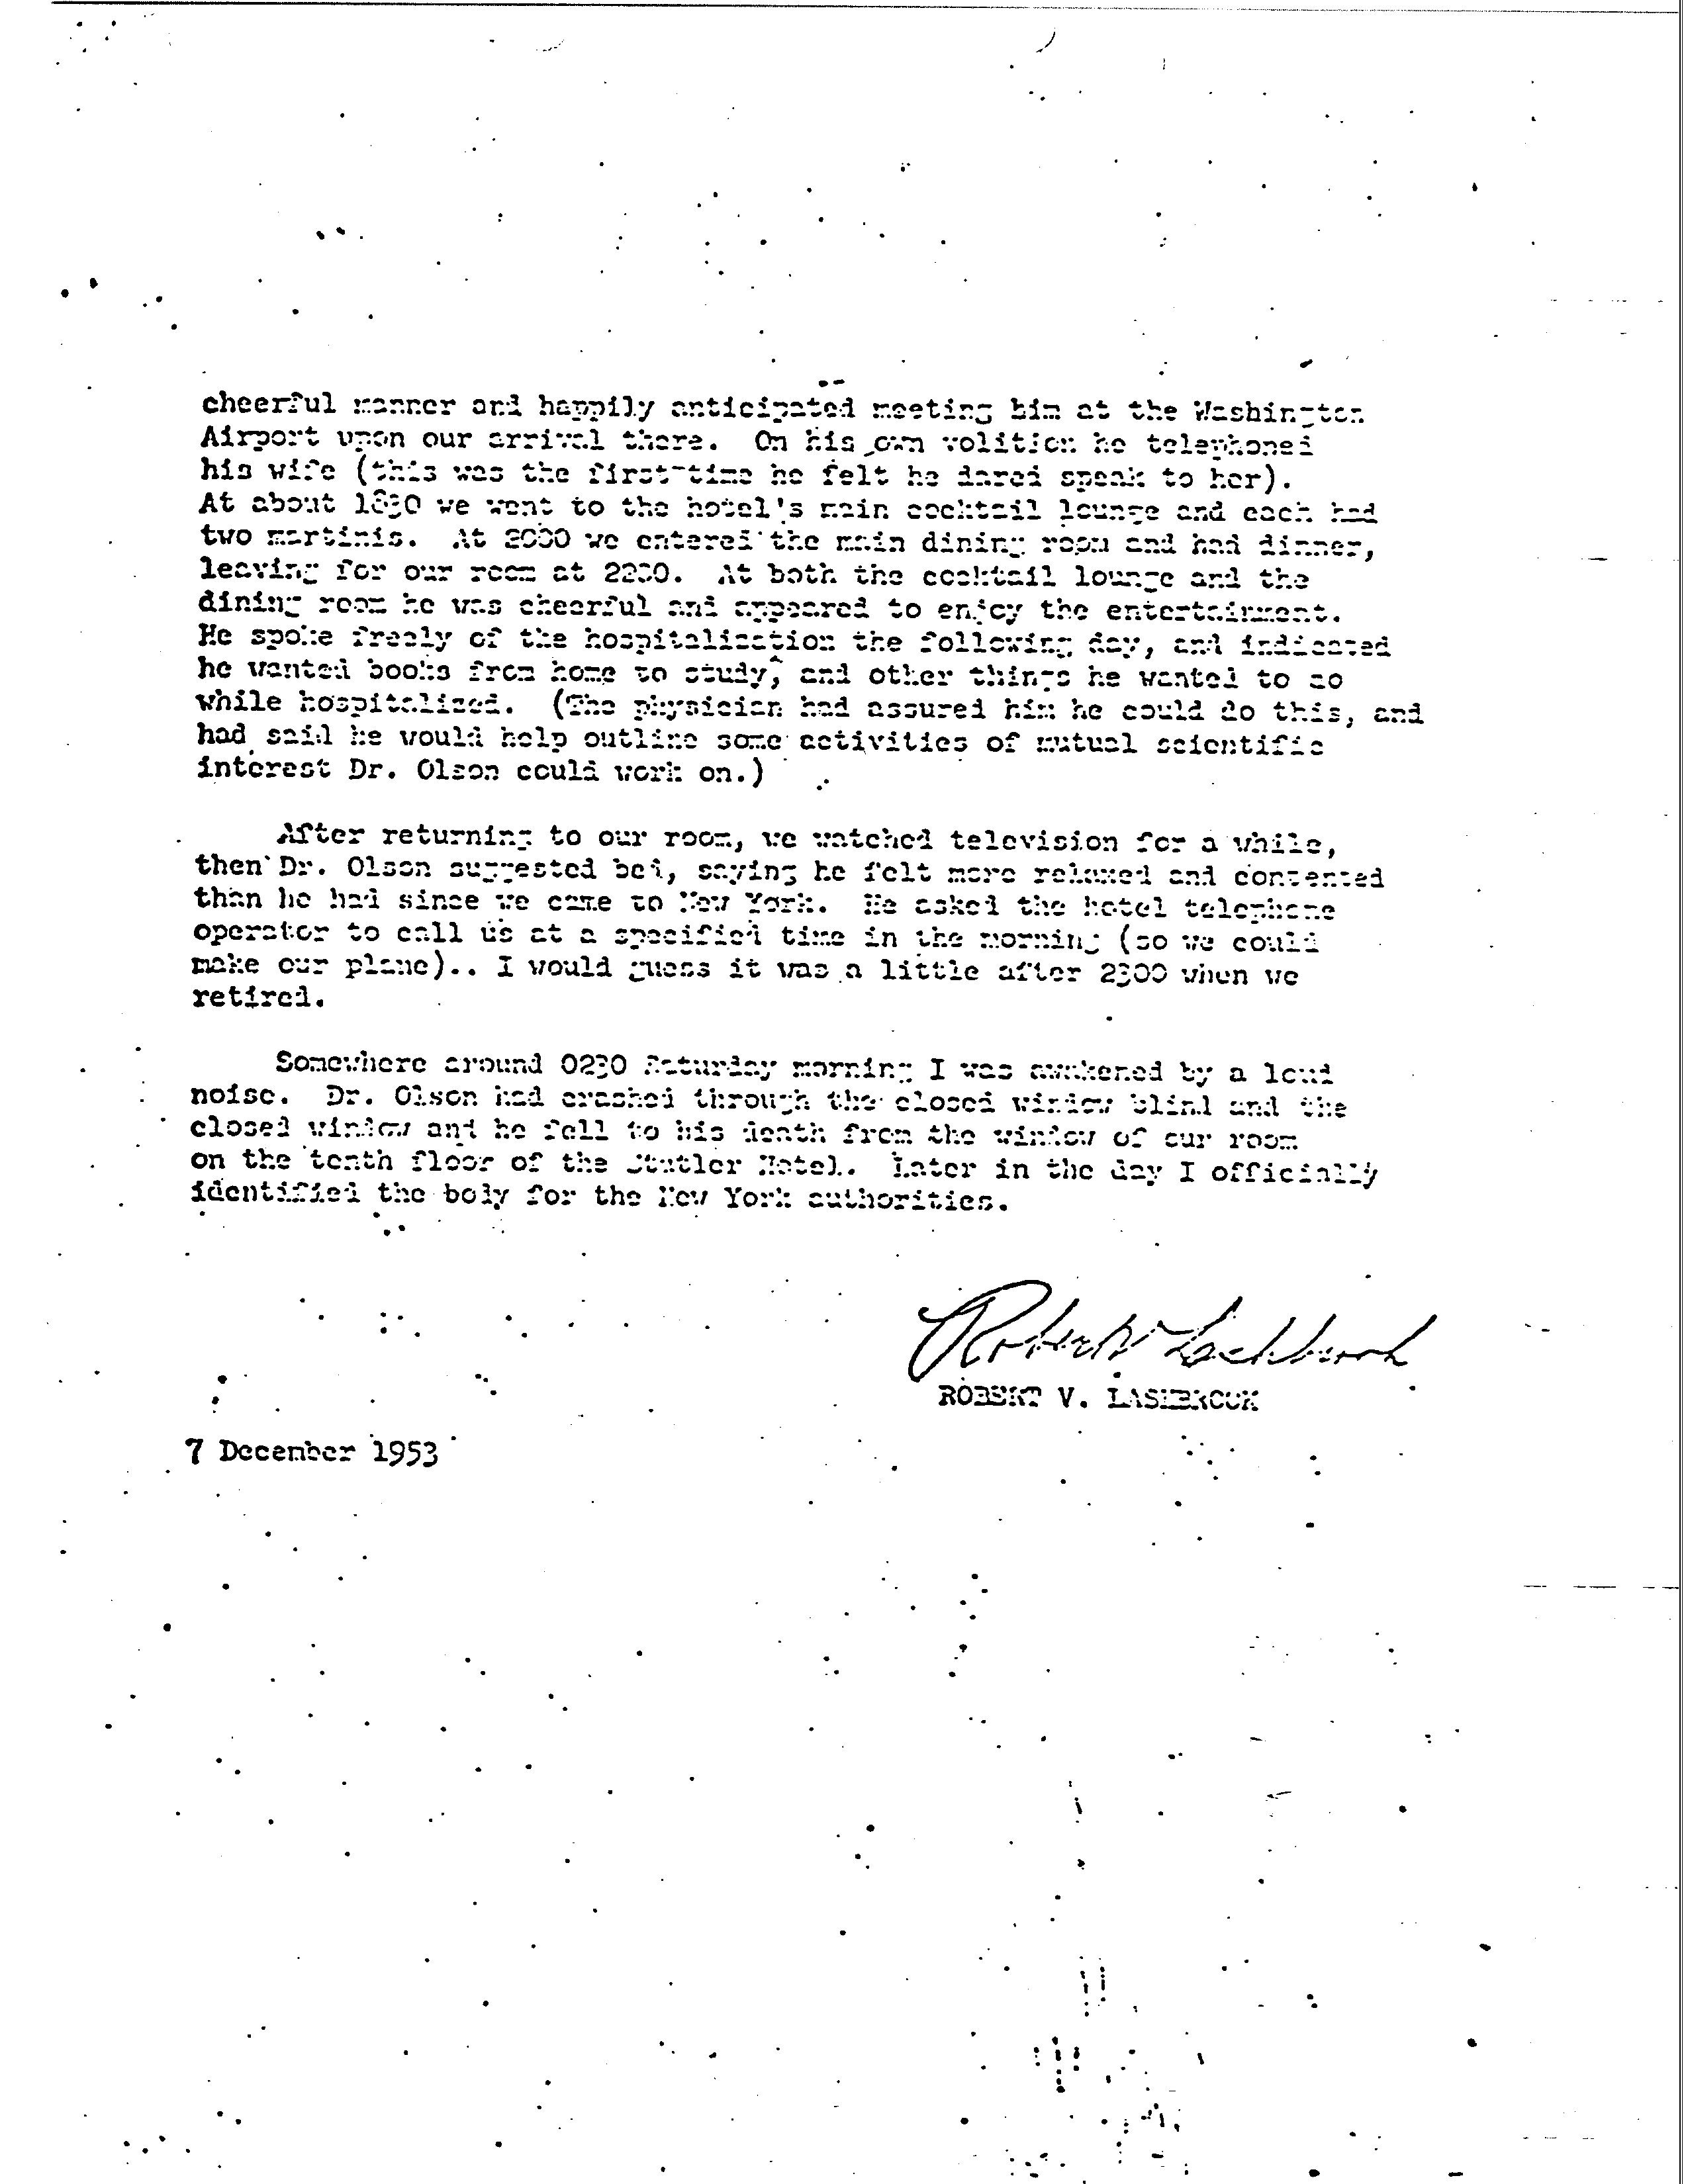 cheerful manner and happily anticipated meeting him at the Washington
Airport upon our arrival there. On his own volition he telephoned
his wife (this was the first time he felt he dared speak to her).
At about 1830 we went to the hotel's main cocktail lounge and each had
two martinis. At 2000 we entered the main dining room and had dinner,
leaving for our room at 2230. At both the cocktail lounge and the
dining room he was cheerful and appeared to enjoy the entertainment.
He spoke freely of the hospitalization the following day, and indicated
he wanted books from home to study, and other things he wanted to do
while hospitalized. (The physician had assured him he could do this, and
had said he would help outline some activities of mutual scientific
interest Dr. Olson could work on.)
After returning to our room, we watched television for a while,
then Dr. Olson suggested bed, saying he felt more relaxed and contented
than he had since we came to New York. He asked the hotel telephone
operator to call us at a specified time in the morning (so we could
make our plane).. I would guess it was a little after 2300 when we
retired.
Somewhere around 0230 Saturday morning I was awakened by a loud
noise. Dr. Olson had crashed through the closed window blind and the
closed window and he fell to his death from the window of our room
on the tenth floor of the Statler Hotel. Later in the day I officially
identified the body for the New York authorities.
Robert V Lashbrook
ROBERT V. LASHBROOK
7 December 1953